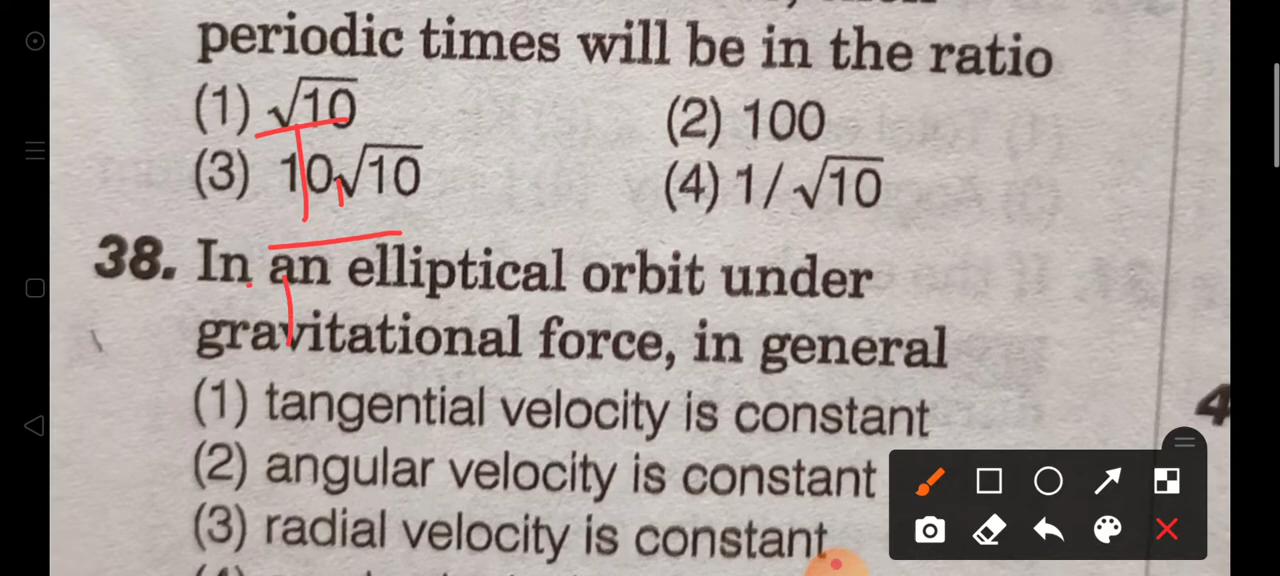 periodic times will be in the ratio
(1) √10 (2) 100
(3) 10√10 (4) 1/√10
38. In an elliptical orbit under
gravitational force, in general
(1) tangential velocity is constant
(2) angular velocity is constant
(3) radial velocity is constant
4